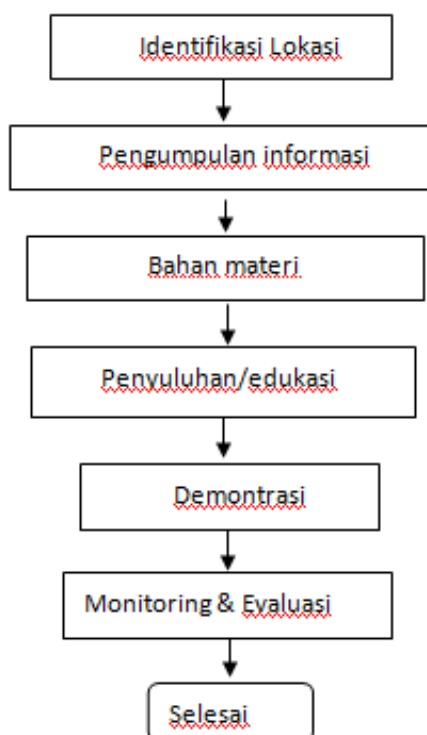 Identifikasi Lokasi
Pengumpulan informasi
Bahan materi
Penyuluhan/edukasi
Demontrasi
Monitoring & Evaluasi
Selesai